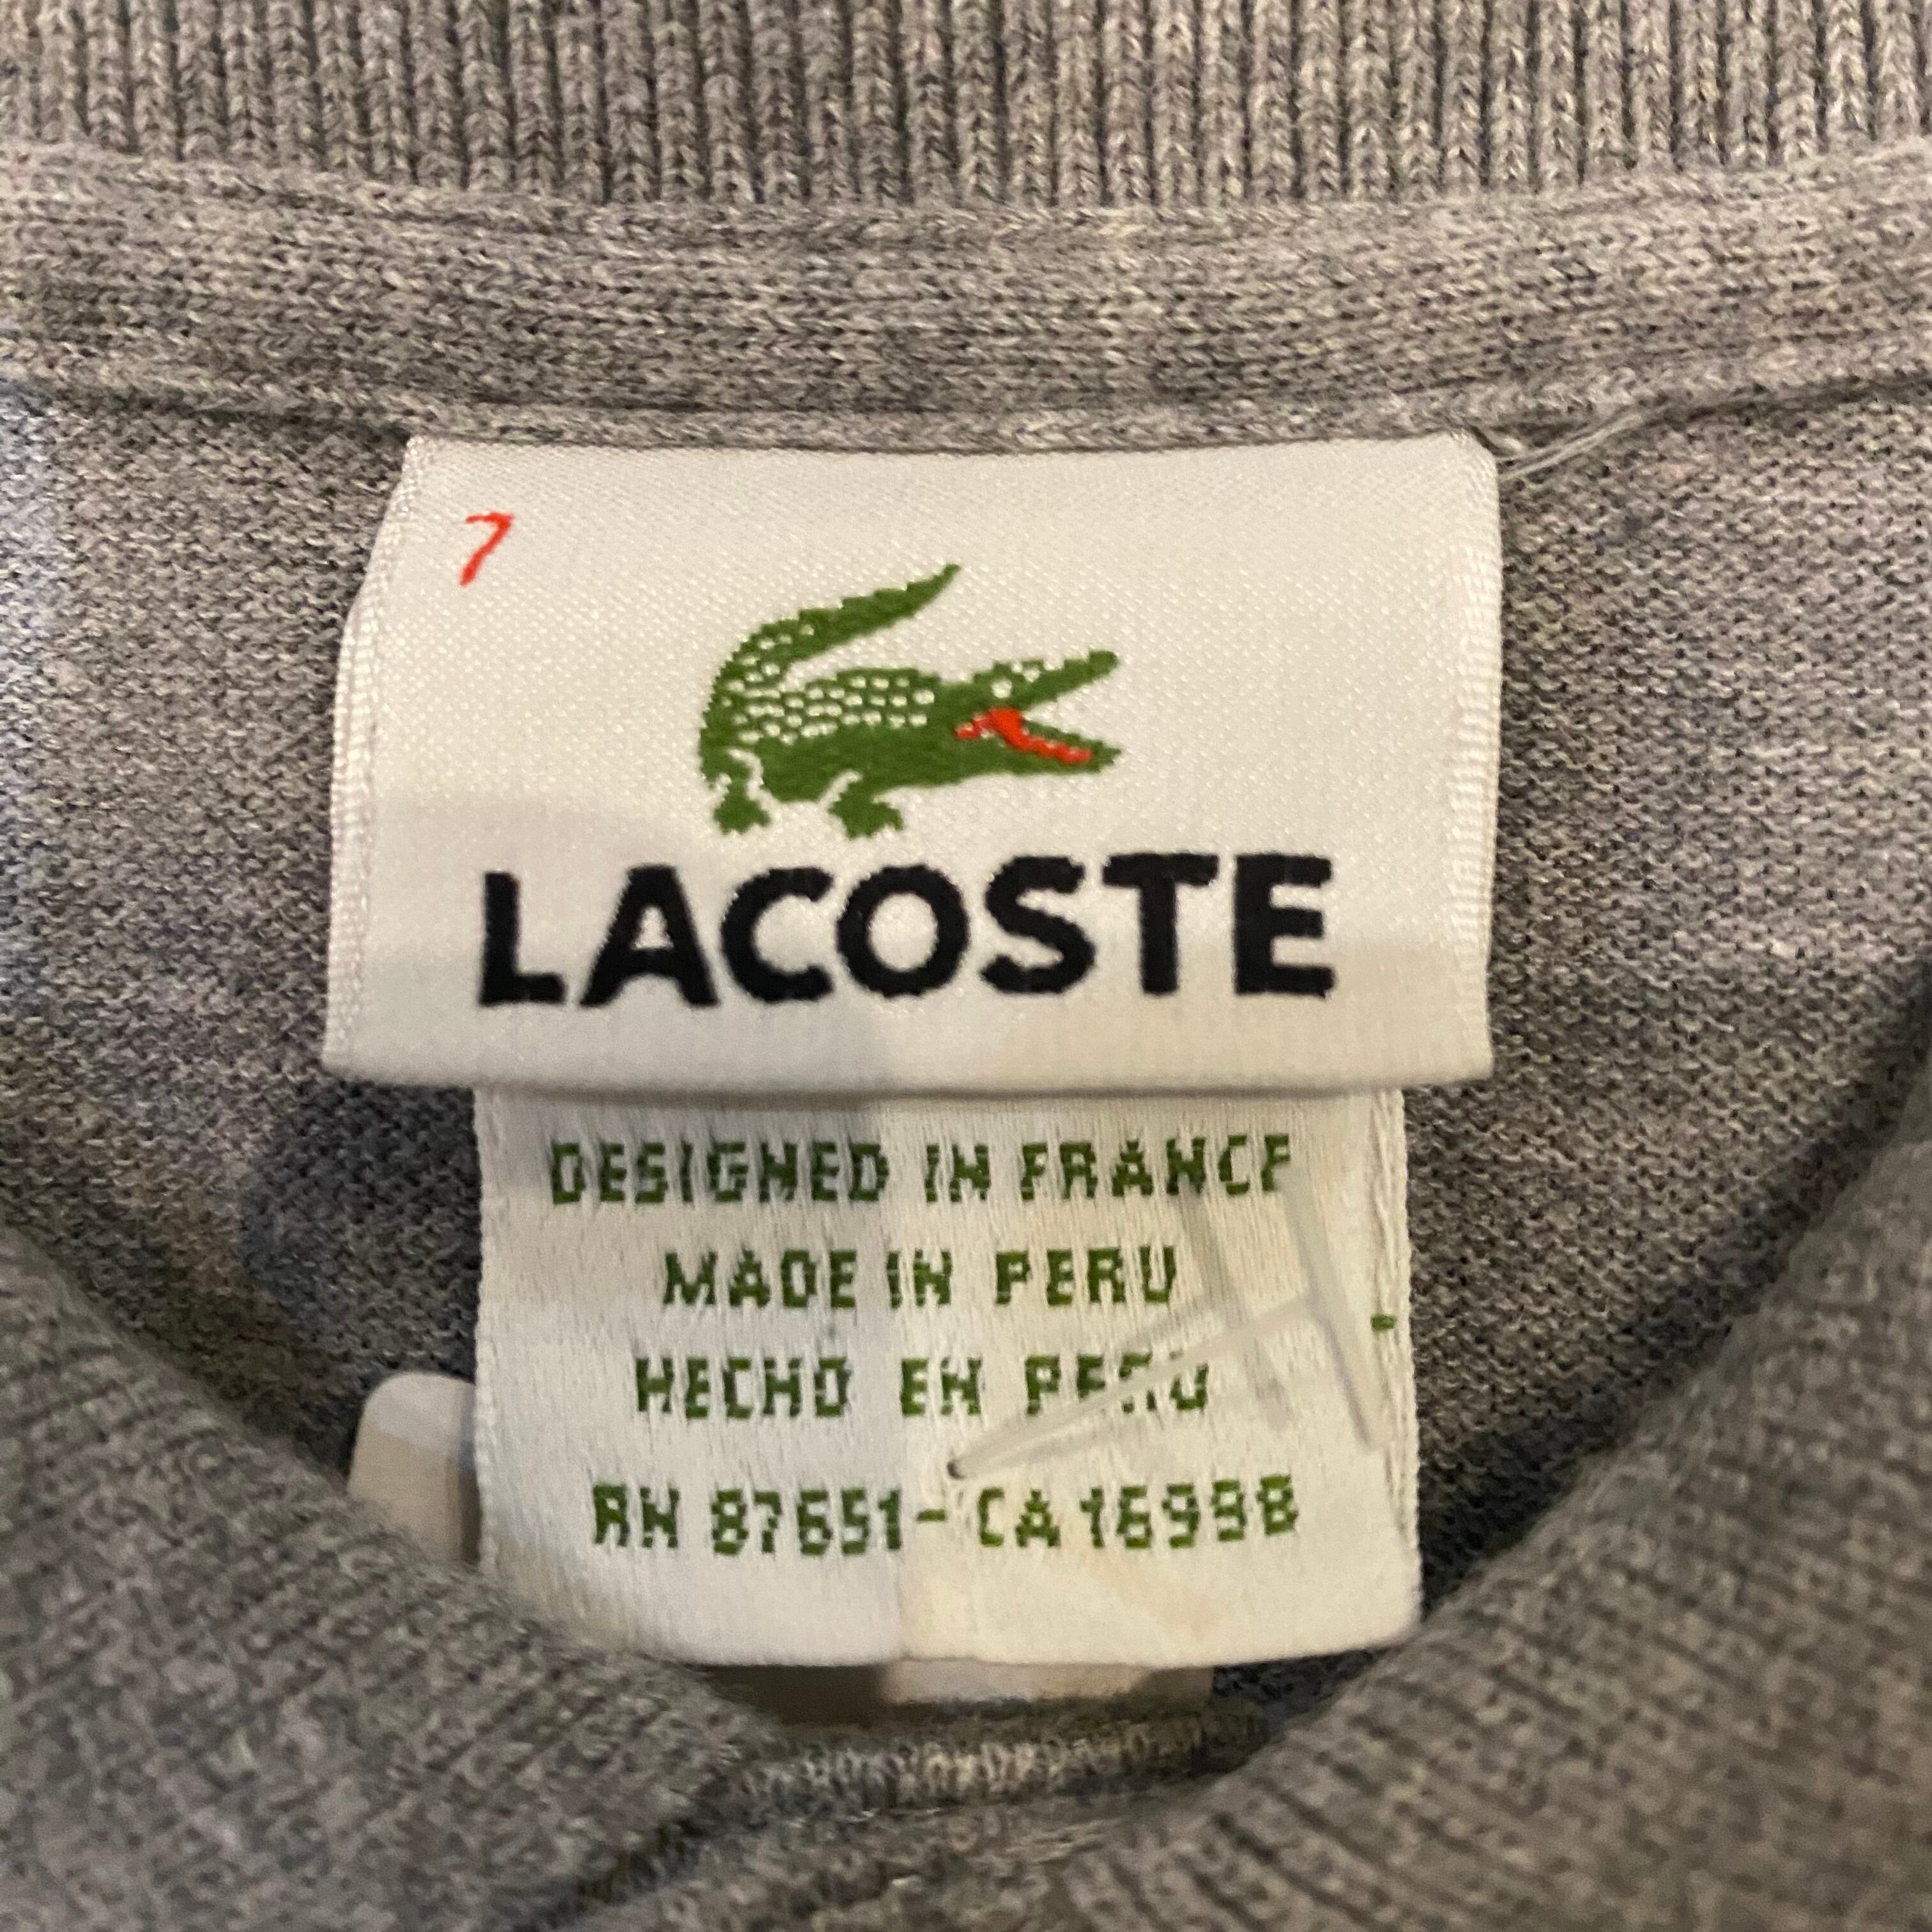 7
LACOSTE
DESIGNED IN FRANCE
MADE IN PERU
HECHO EN PERU
RN 87651-CA 16998